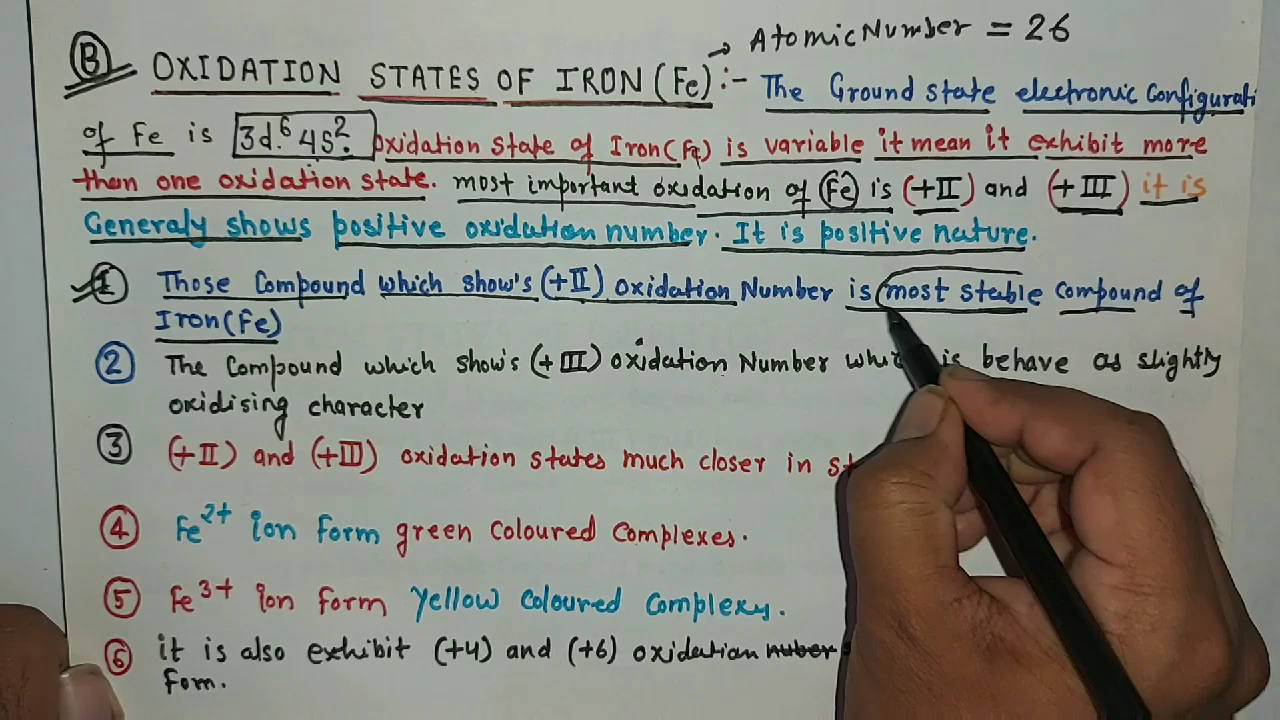 → Atomic Number = 26
B OXIDATION STATES OF IRON (Fe) :- The Ground state electronic Configurati
of Fe is 3d⁶ 4s². oxidation state of Iron(Fe) is variable it mean it exhibit more
than one oxidation state. most important oxidation of (Fe) is (+II) and (+III) it is
Generaly shows positive oxidation number. It is positive nature.
1 Those Compound which show's (+II) oxidation Number is most stable compound of
Iron(Fe)
2 The Compound which show's (+III) oxidation Number is behave as slightly
oxidising character
3 (+II) and (+III) oxidation states much closer in
4 Fe²⁺ ion form green coloured complexes.
5 Fe³⁺ ion form yellow coloured complexes.
6 it is also exhibit (+4) and (+6) oxidation
form.